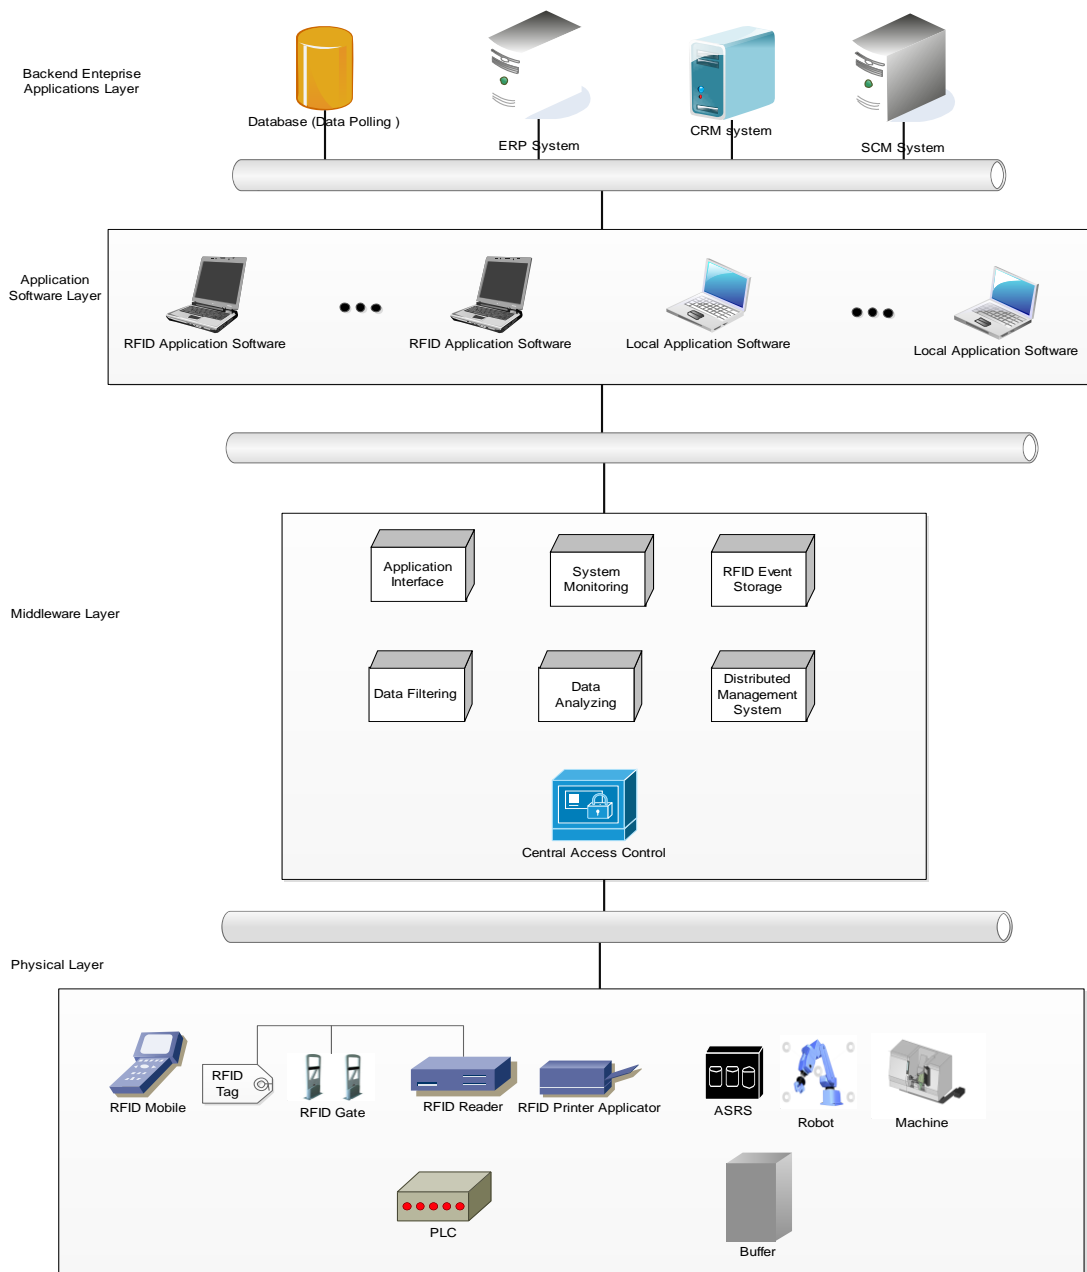 Backend Enteprise
Applications Layer
Database (Data Polling )
ERP System
CRM system
SCM System
Application
Software Layer
RFID Application Software
RFID Application Software
Local Application Software
Local Application Software
Application
Interface
System
Monitoring
RFID Event
Storage
Middleware Layer
Data Filtering
Data
Analyzing
Distributed
Management
System
Central Access Control
Physical Layer
RFID Mobile
RFID
Tag
RFID Gate
RFID Reader
RFID Printer Applicator
ASRS
Robot
Machine
PLC
Buffer